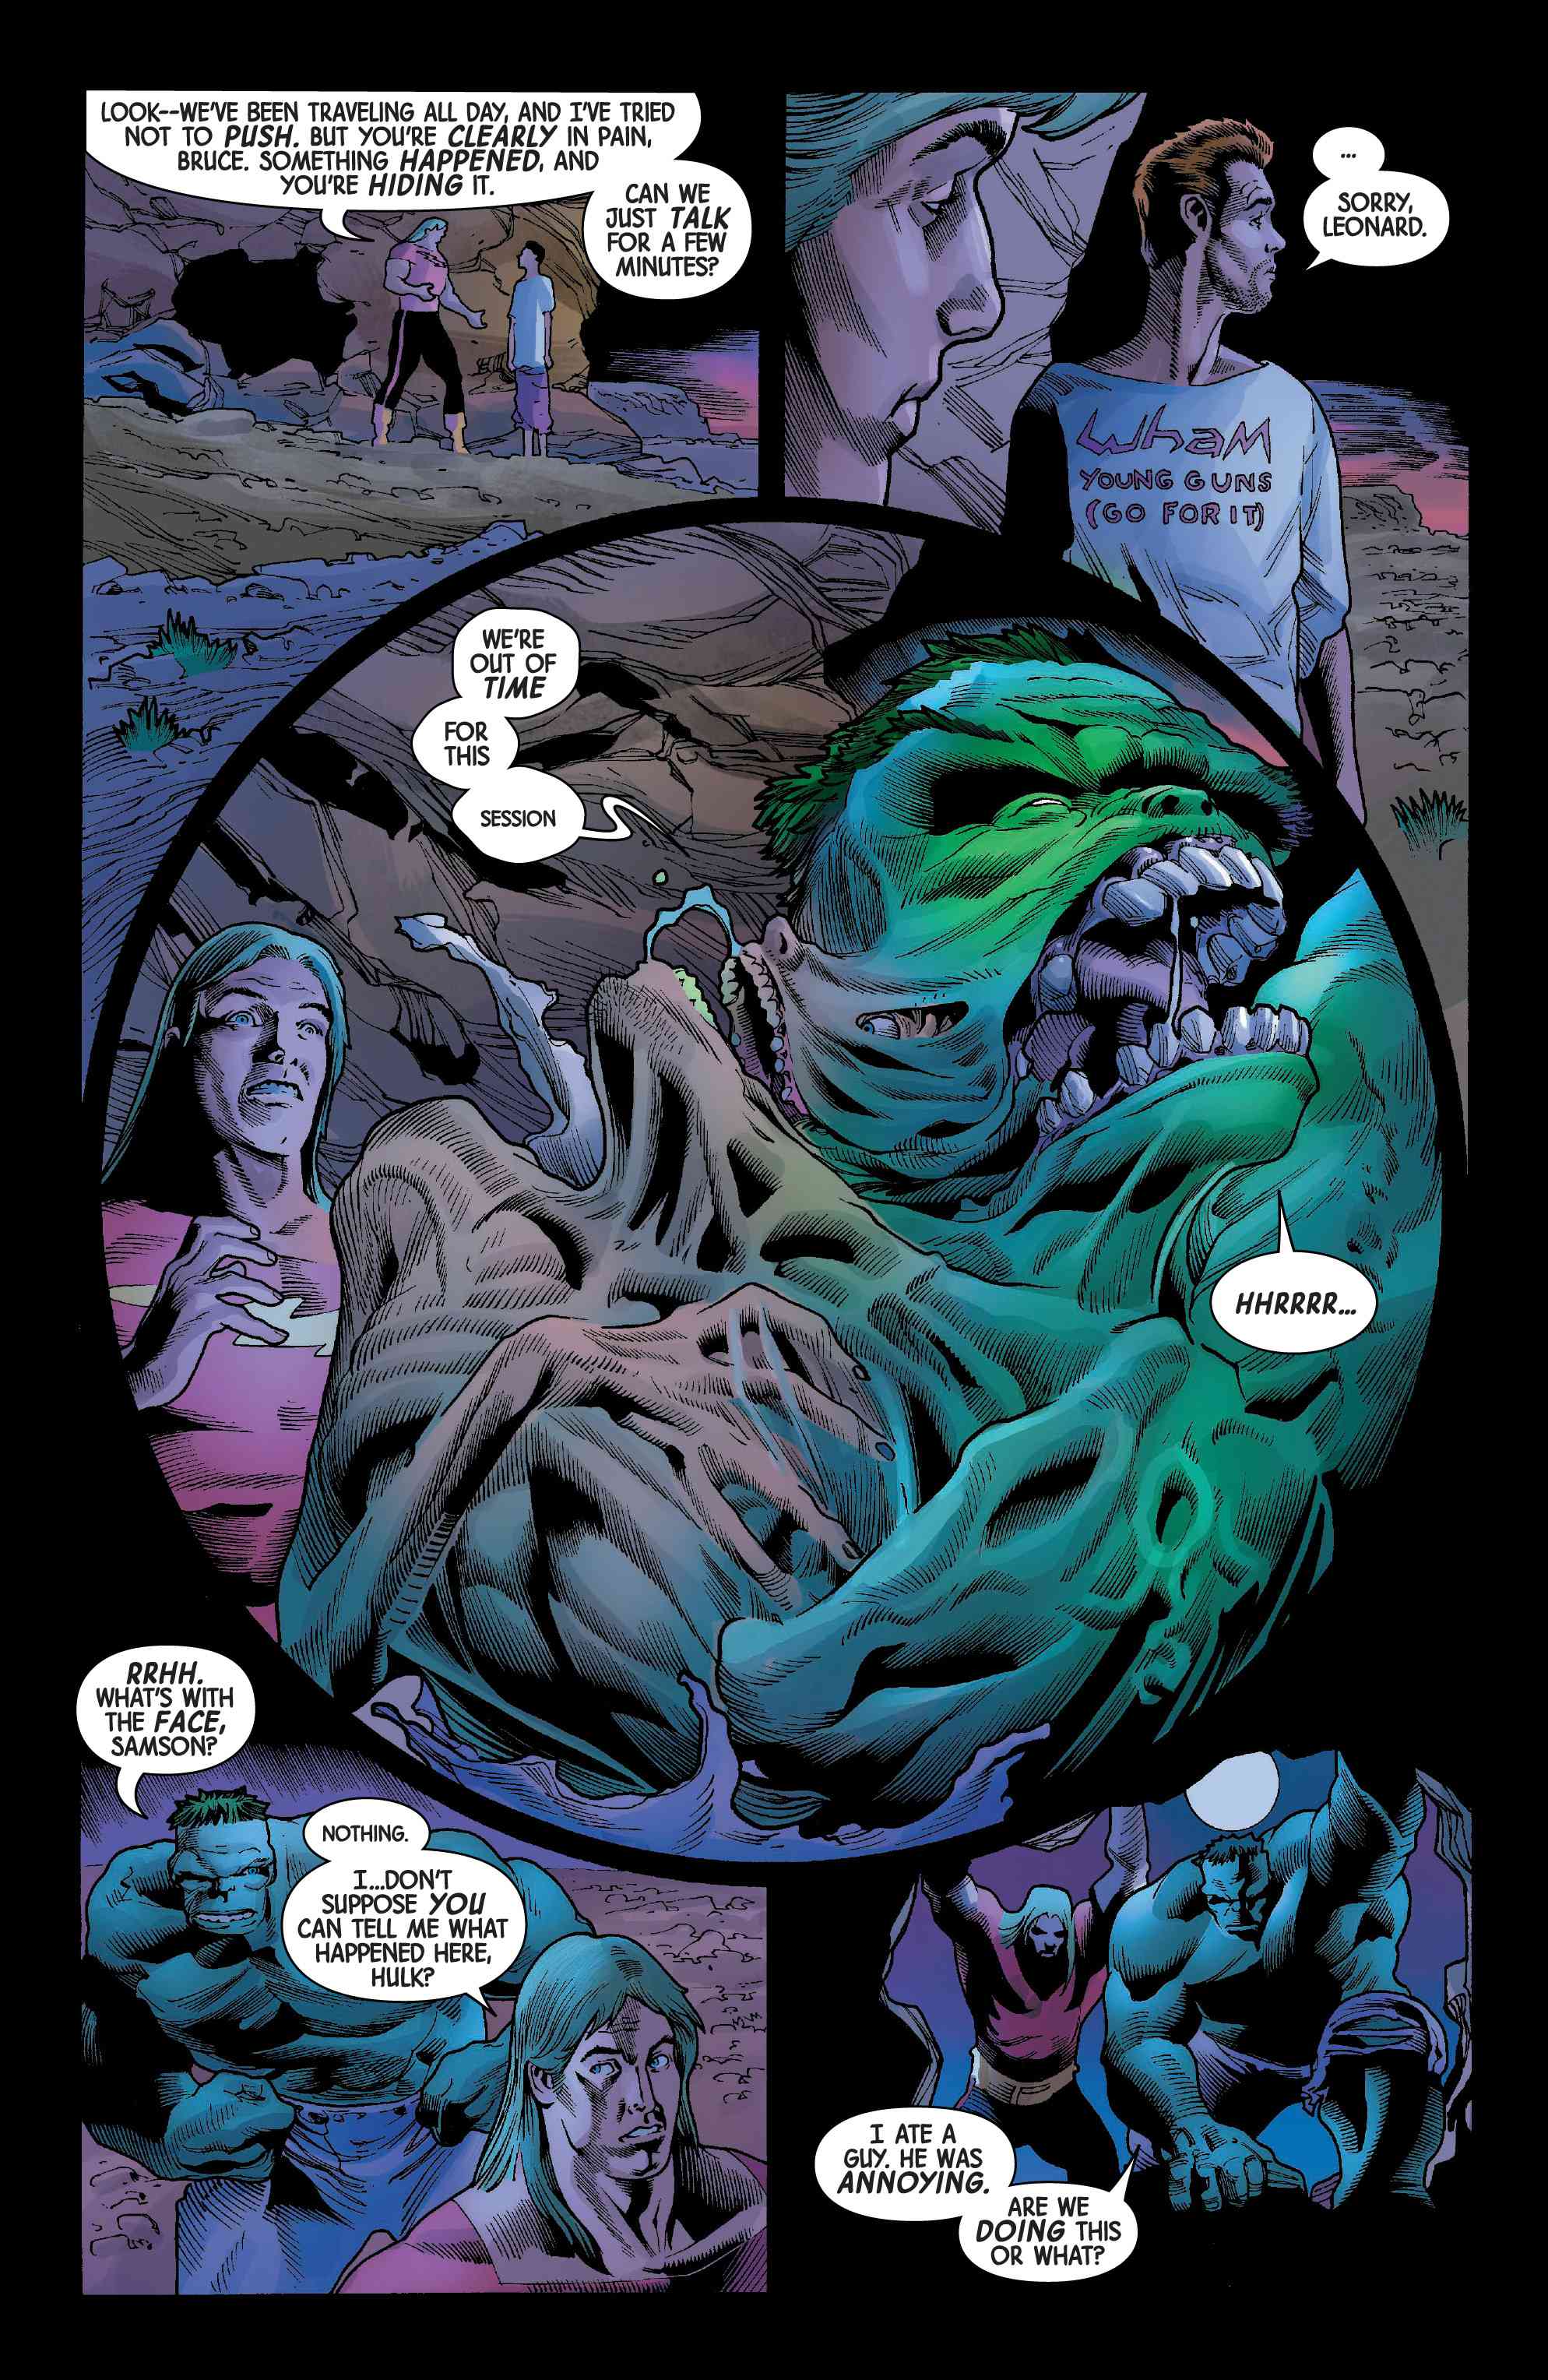 LOOK--WE'VE BEEN TRAVELING ALL DAY, AND I'VE TRIED
NOT TO PUSH. BUT YOU'RE CLEARLY IN PAIN,
BRUCE. SOMETHING HAPPENED, AND
YOU'RE HIDING IT.
CAN WE
JUST TALK
FOR A FEW
MINUTES?
...
SORRY,
LEONARD.
WHAM
YOUNG GUNS
(GO FOR IT)
WE'RE
OUT OF
TIME
FOR
THIS
SESSION
HHRRRR...
RRHH.
WHAT'S WITH
THE FACE,
SAMSON?
NOTHING.
I...DON'T
SUPPOSE YOU
CAN TELL ME WHAT
HAPPENED HERE,
HULK?
I ATE A
GUY. HE WAS
ANNOYING.
ARE WE
DOING THIS
OR WHAT?